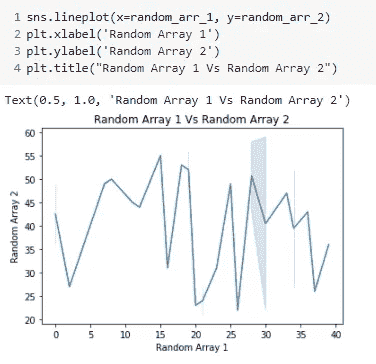 1 sns.lineplot(x=random_arr_1, y=random_arr_2)
2 plt.xlabel('Random Array 1')
3 plt.ylabel('Random Array 2')
4 plt.title("Random Array 1 Vs Random Array 2")
Text(0.5, 1.0, 'Random Array 1 Vs Random Array 2')
Random Array 1 Vs Random Array 2
60
55
50
45
40
35
30
25
20
Random Array 2
0 5 10 15 20 25 30 35 40
Random Array 1